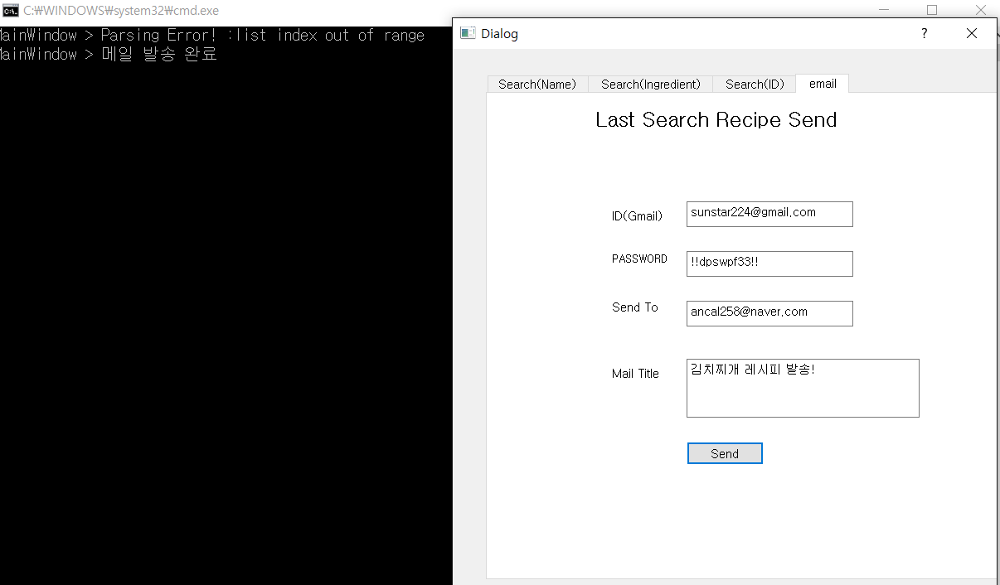 C:\WINDOWS\system32\cmd.exe
MainWindow > Parsing Error! :list index out of range
MainWindow > 메일 발송 완료
Dialog
?
Search(Name) Search(Ingredient) Search(ID) email
Last Search Recipe Send
ID(Gmail) sunstar224@gmail.com
PASSWORD !!dpswpf33!!
Send To ancal258@naver.com
Mail Title 김치찌개 레시피 발송!
Send